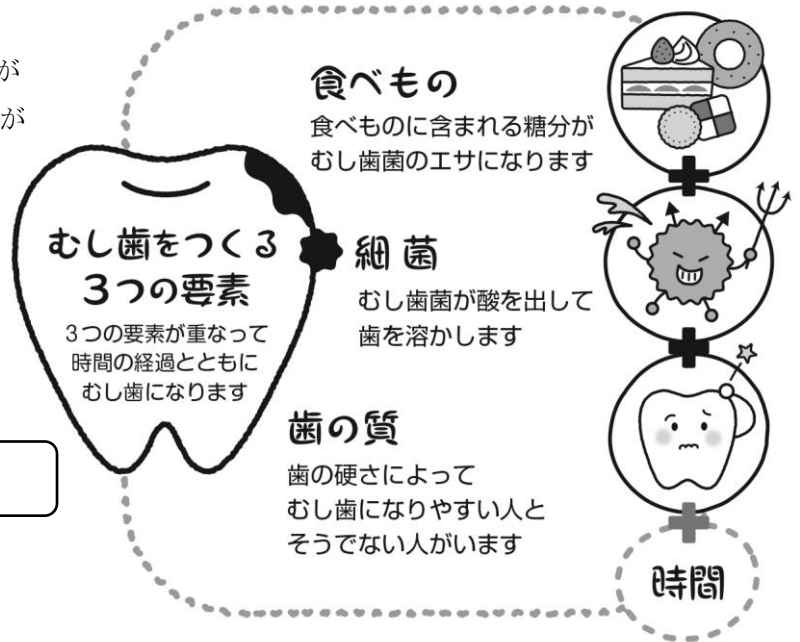 が
が
むし歯をつくる
3つの要素
3つの要素が重なって
時間の経過とともに
むし歯になります
食べもの
食べものに含まれる糖分が
むし歯菌のエサになります
細菌
むし歯菌が酸を出して
歯を溶かします
歯の質
歯の硬さによって
むし歯になりやすい人と
そうでない人がいます
時間